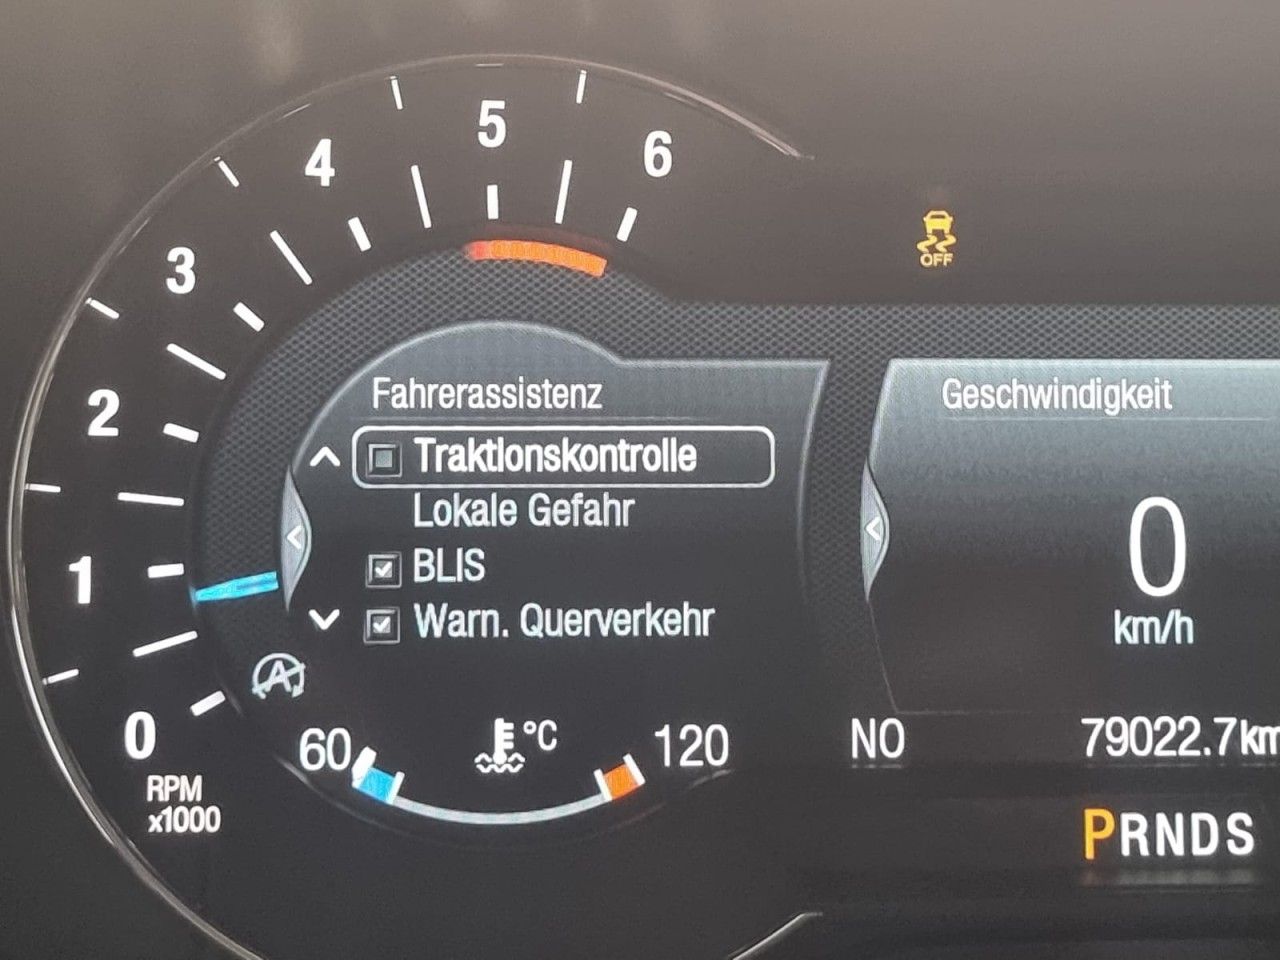 5
4
6
3
OFF
Fahrerassistenz
Geschwindigkeit
2
Traktionskontrolle
Lokale Gefahr
0
1
BLIS
Warn. Querverkehr
km/h
A
0
60
°C
120
NO
79022.7km
RPM
x1000
PRNDS